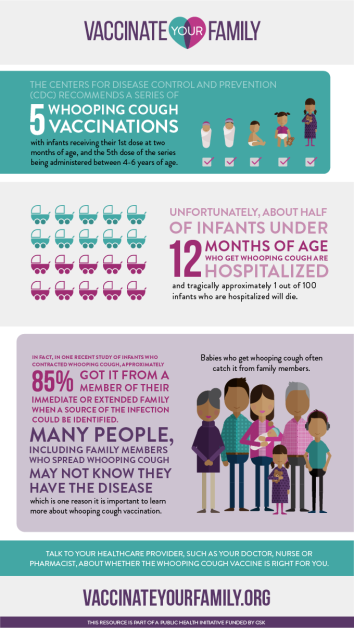 VACCINATE YOUR FAMILY
THE CENTERS FOR DISEASE CONTROL AND PREVENTION
(CDC) RECOMMENDS A SERIES OF
5 WHOOPING COUGH
VACCINATIONS
with infants receiving their 1st dose at two
months of age, and the 5th dose of the series
being administered between 4-6 years of age.
UNFORTUNATELY, ABOUT HALF
OF INFANTS UNDER
12 MONTHS OF AGE
WHO GET WHOOPING COUGH ARE
HOSPITALIZED
and tragically approximately 1 out of 100
infants who are hospitalized will die.
IN FACT, IN ONE RECENT STUDY OF INFANTS WHO
CONTRACTED WHOOPING COUGH, APPROXIMATELY
85% GOT IT FROM A
MEMBER OF THEIR
IMMEDIATE OR EXTENDED FAMILY
WHEN A SOURCE OF THE INFECTION
COULD BE IDENTIFIED.
MANY PEOPLE,
INCLUDING FAMILY MEMBERS
WHO SPREAD WHOOPING COUGH
MAY NOT KNOW THEY
HAVE THE DISEASE
which is one reason it is important to learn
more about whooping cough vaccination.
Babies who get whooping cough often
catch it from family members.
TALK TO YOUR HEALTHCARE PROVIDER, SUCH AS YOUR DOCTOR, NURSE OR
PHARMACIST, ABOUT WHETHER THE WHOOPING COUGH VACCINE IS RIGHT FOR YOU.
VACCINATEYOURFAMILY.ORG
THIS RESOURCE IS PART OF A PUBLIC HEALTH INITIATIVE FUNDED BY GSK